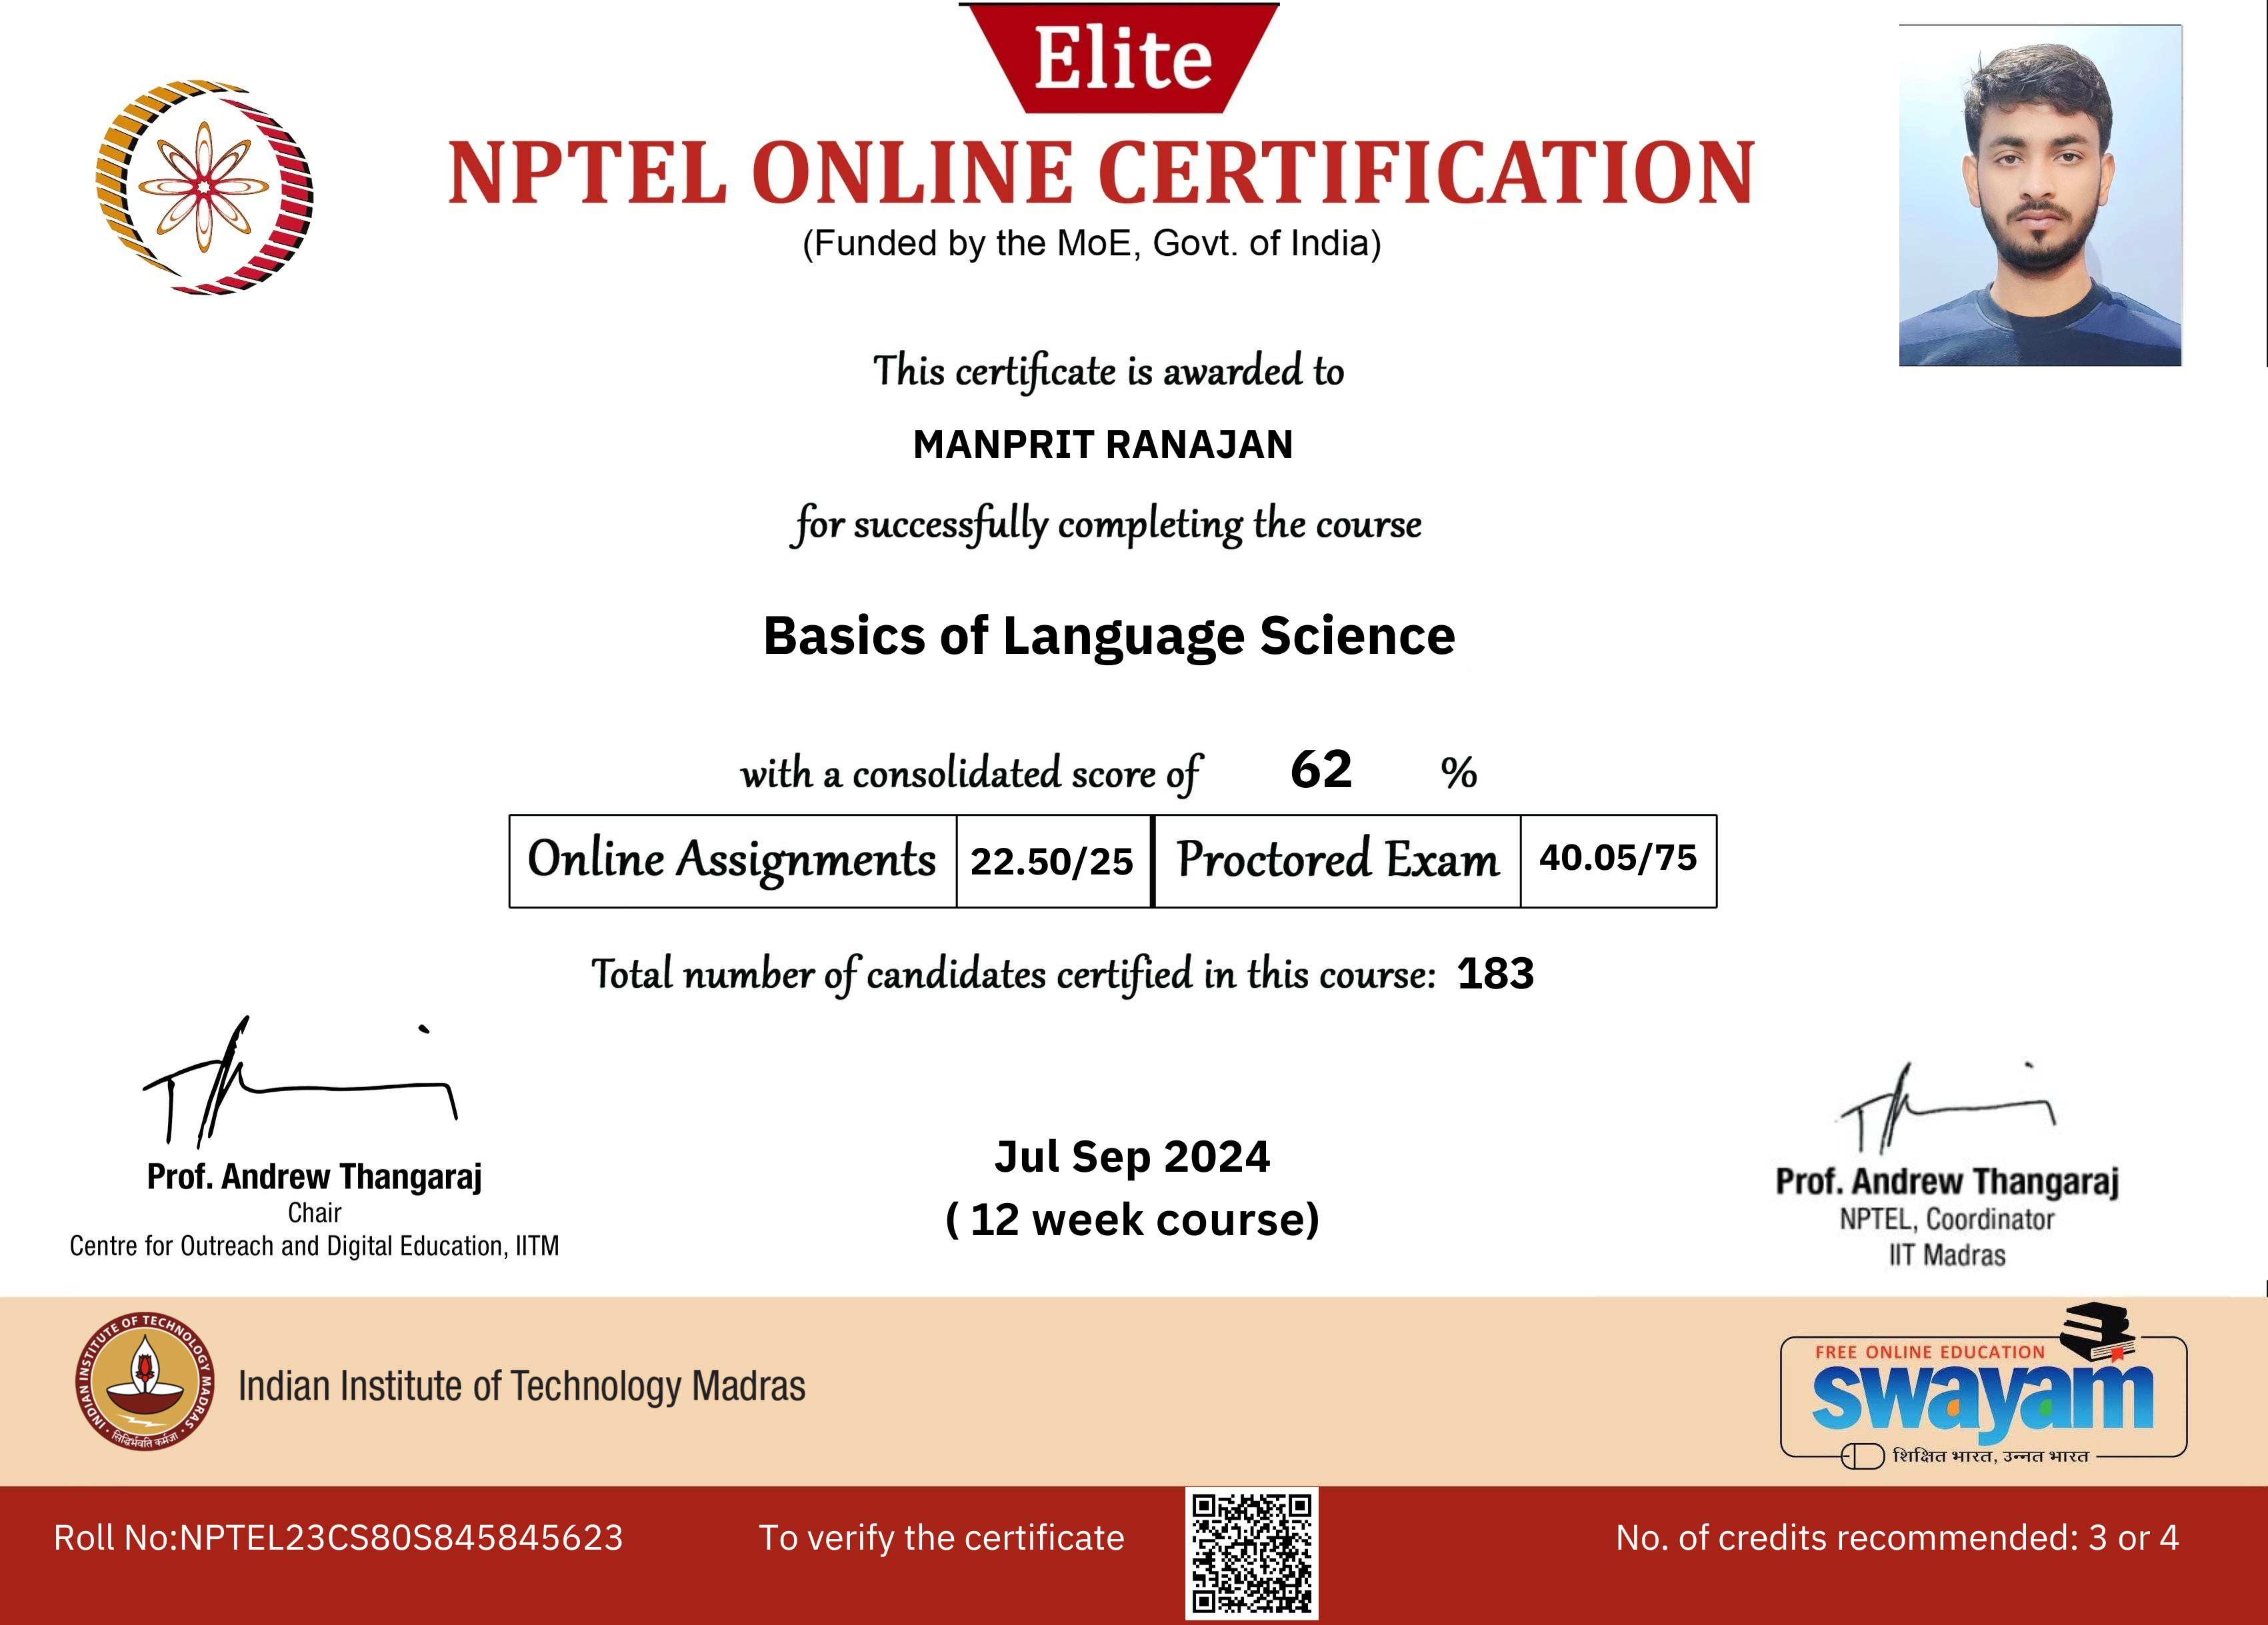 Elite
NPTEL ONLINE CERTIFICATION
(Funded by the MoE, Govt. of India)
This certificate is awarded to
MANPRIT RANAJAN
for successfully completing the course
Basics of Language Science
with a consolidated score of 62 %
Online Assignments 22.50/25 Proctored Exam 40.05/75
Total number of candidates certified in this course: 183
Prof. Andrew Thangaraj
Chair
Centre for Outreach and Digital Education, IITM
Jul Sep 2024
( 12 week course)
Prof. Andrew Thangaraj
NPTEL, Coordinator
IIT Madras
INDIAN INSTITUTE OF TECHNOLOGY MADRAS
सिद्धिर्भवति कर्मजा
Indian Institute of Technology Madras
FREE ONLINE EDUCATION
swayam
शिक्षित भारत, उन्नत भारत
Roll No:NPTEL23CS80S845845623
To verify the certificate
No. of credits recommended: 3 or 4